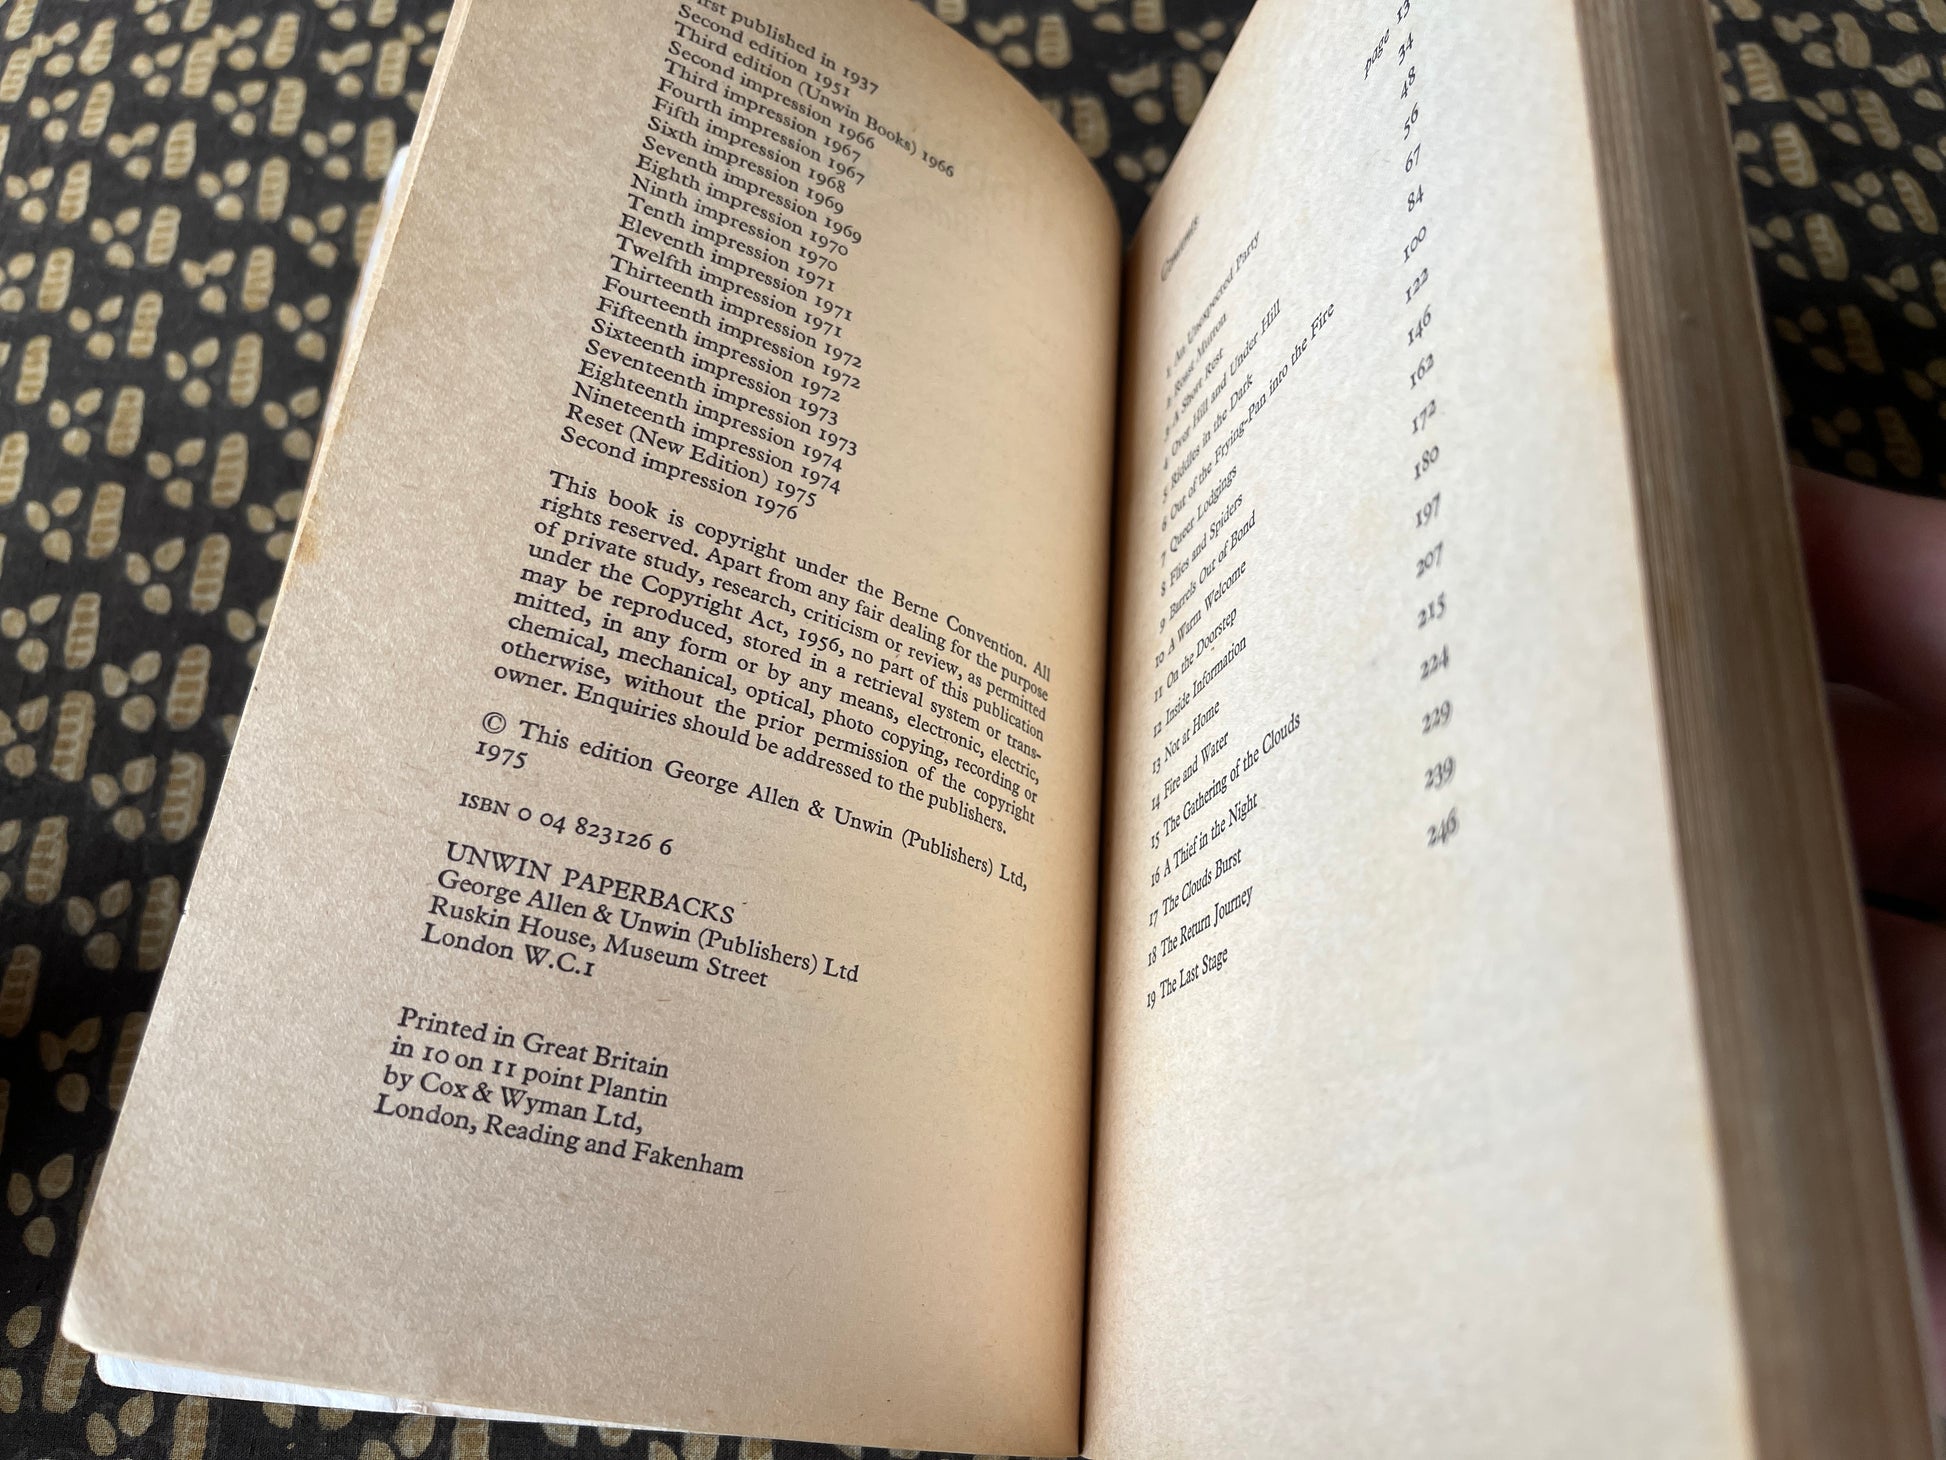 irst published in 1937
Second edition 1951
Third edition (Unwin Books) 1966
Second impression 1966
Third impression 1967
Fourth impression 1967
Fifth impression 1968
Sixth impression 1969
Seventh impression 1969
Eighth impression 1970
Ninth impression 1970
Tenth impression 1971
Eleventh impression 1971
Twelfth impression 1971
Thirteenth impression 1972
Fourteenth impression 1972
Fifteenth impression 1972
Sixteenth impression 1973
Seventeenth impression 1973
Eighteenth impression 1974
Nineteenth impression 1974
Reset (New Edition) 1975
Second impression 1976
This book is copyright under the Berne Convention. All
rights reserved. Apart from any fair dealing for the purpose
of private study, research, criticism or review, as permitted
under the Copyright Act, 1956, no part of this publication
may be reproduced, stored in a retrieval system or trans-
mitted, in any form or by any means, electronic, electric,
chemical, mechanical, optical, photo copying, recording or
otherwise, without the prior permission of the copyright
owner. Enquiries should be addressed to the publishers.
© This edition George Allen & Unwin (Publishers) Ltd,
1975
ISBN 0 04 823126 6
UNWIN PAPERBACKS
George Allen & Unwin (Publishers) Ltd
Ruskin House, Museum Street
London W.C.1
Printed in Great Britain
in 10 on 11 point Plantin
by Cox & Wyman Ltd,
London, Reading and Fakenham
Contents
1 An Unexpected Party page 13
2 Roast Mutton 34
3 A Short Rest 48
4 Over Hill and Under Hill 56
5 Riddles in the Dark 67
6 Out of the Frying-Pan into the Fire 84
7 Queer Lodgings 100
8 Flies and Spiders 122
9 Barrels Out of Bond 146
10 A Warm Welcome 162
11 On the Doorstep 172
12 Inside Information 180
13 Not at Home 197
14 Fire and Water 207
15 The Gathering of the Clouds 215
16 A Thief in the Night 224
17 The Clouds Burst 229
18 The Return Journey 239
19 The Last Stage 246